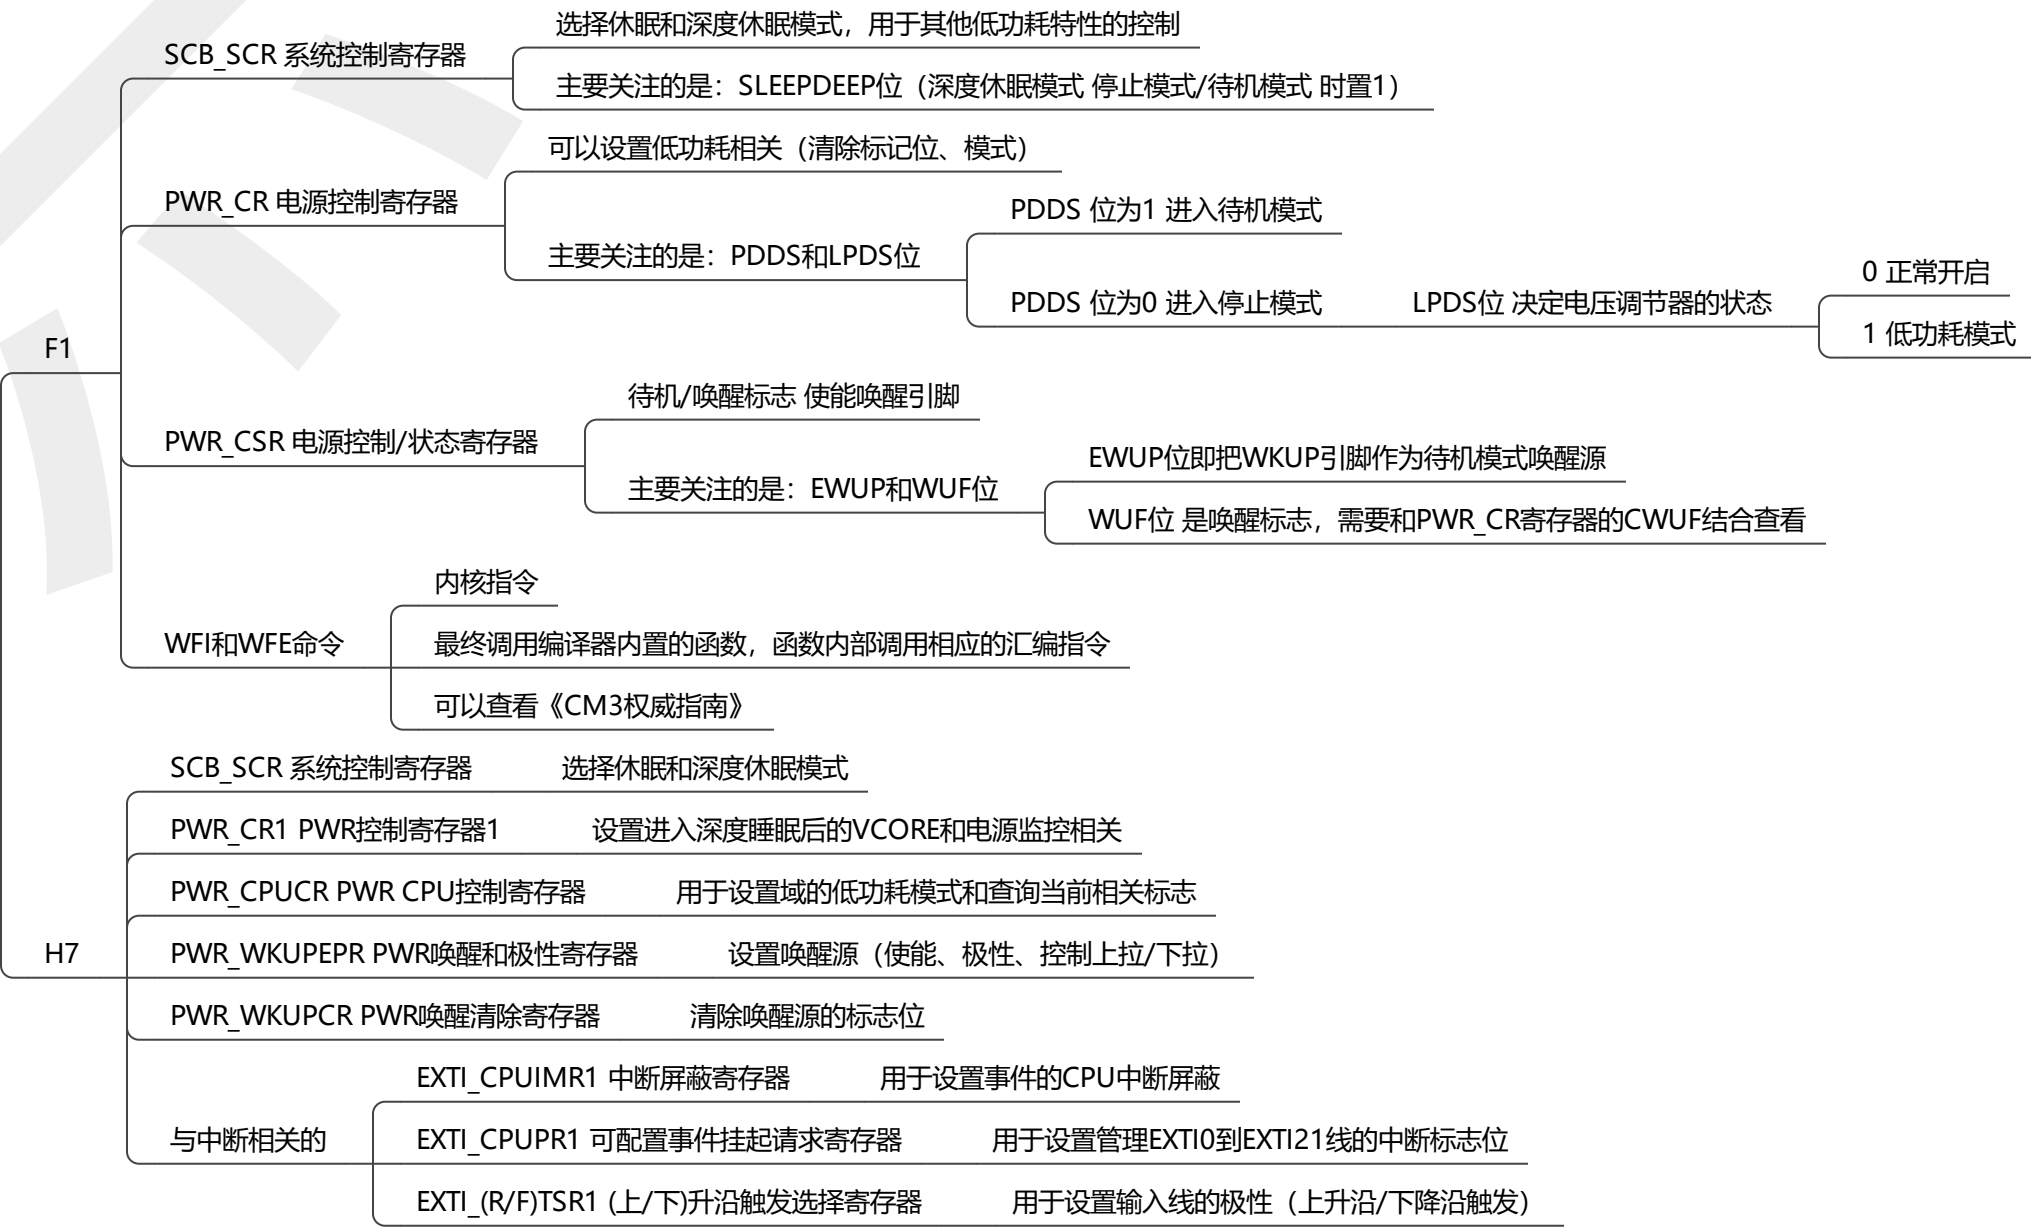 F1
SCB_SCR 系统控制寄存器
选择休眠和深度休眠模式，用于其他低功耗特性的控制
主要关注的是：SLEEPDEEP位（深度休眠模式 停止模式/待机模式 时置1）
PWR_CR 电源控制寄存器
可以设置低功耗相关（清除标记位、模式）
主要关注的是：PDDS和LPDS位
PDDS 位为1 进入待机模式
PDDS 位为0 进入停止模式
LPDS位 决定电压调节器的状态
0 正常开启
1 低功耗模式
PWR_CSR 电源控制/状态寄存器
待机/唤醒标志 使能唤醒引脚
主要关注的是：EWUP和WUF位
EWUP位即把WKUP引脚作为待机模式唤醒源
WUF位 是唤醒标志，需要和PWR_CR寄存器的CWUF结合查看
WFI和WFE命令
内核指令
最终调用编译器内置的函数，函数内部调用相应的汇编指令
可以查看《CM3权威指南》
H7
SCB_SCR 系统控制寄存器
选择休眠和深度休眠模式
PWR_CR1 PWR控制寄存器1
设置进入深度睡眠后的VCORE和电源监控相关
PWR_CPUCR PWR CPU控制寄存器
用于设置域的低功耗模式和查询当前相关标志
PWR_WKUPEPR PWR唤醒和极性寄存器
设置唤醒源（使能、极性、控制上拉/下拉）
PWR_WKUPCR PWR唤醒清除寄存器
清除唤醒源的标志位
与中断相关的
EXTI_CPUIMR1 中断屏蔽寄存器
用于设置事件的CPU中断屏蔽
EXTI_CPUPR1 可配置事件挂起请求寄存器
用于设置管理EXTI0到EXTI21线的中断标志位
EXTI_(R/F)TSR1 (上/下)升沿触发选择寄存器
用于设置输入线的极性（上升沿/下降沿触发）